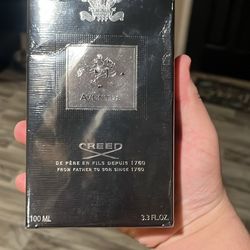 AVENTUS
CREED
DE PÈRE EN FILS DEPUIS 1760
FROM FATHER TO SON SINCE 1760
100 ML
3.3 FL.OZ.